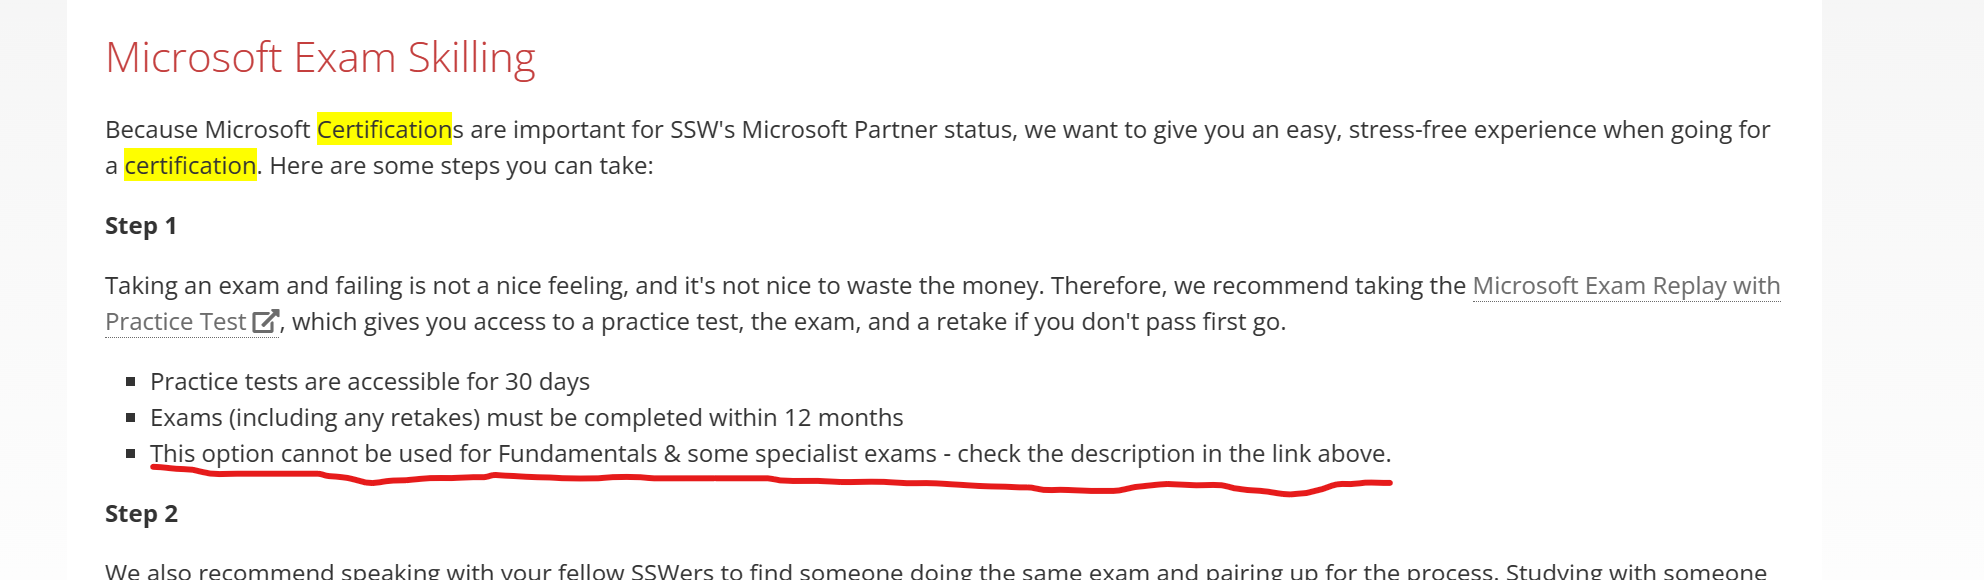 Microsoft Exam Skilling
Because Microsoft Certifications are important for SSW's Microsoft Partner status, we want to give you an easy, stress-free experience when going for
a certification. Here are some steps you can take:
Step 1
Taking an exam and failing is not a nice feeling, and it's not nice to waste the money. Therefore, we recommend taking the Microsoft Exam Replay with
Practice Test, which gives you access to a practice test, the exam, and a retake if you don't pass first go.
▪ Practice tests are accessible for 30 days
▪ Exams (including any retakes) must be completed within 12 months
▪ This option cannot be used for Fundamentals & some specialist exams - check the description in the link above.
Step 2
We also recommend speaking with your fellow SSWers to find someone doing the same exam and pairing up for the process. Studying with someone